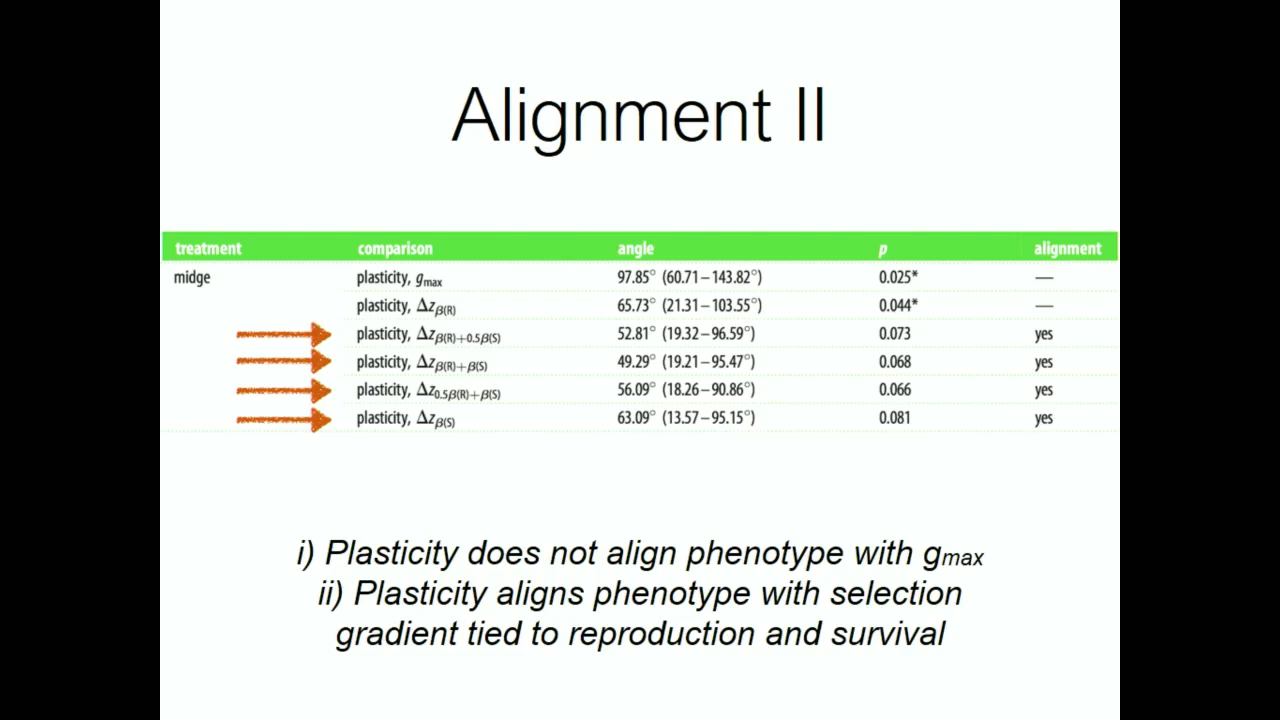 Alignment II
treatment comparison angle p alignment
midge plasticity, gmax 97.85° (60.71–143.82°) 0.025* —
plasticity, Δzβ(R) 65.73° (21.31–103.55°) 0.044* —
plasticity, Δzβ(R)+0.5β(S) 52.81° (19.32–96.59°) 0.073 yes
plasticity, Δzβ(R)+β(S) 49.29° (19.21–95.47°) 0.068 yes
plasticity, Δz0.5β(R)+β(S) 56.09° (18.26–90.86°) 0.066 yes
plasticity, Δzβ(S) 63.09° (13.57–95.15°) 0.081 yes
i) Plasticity does not align phenotype with gmax
ii) Plasticity aligns phenotype with selection
gradient tied to reproduction and survival